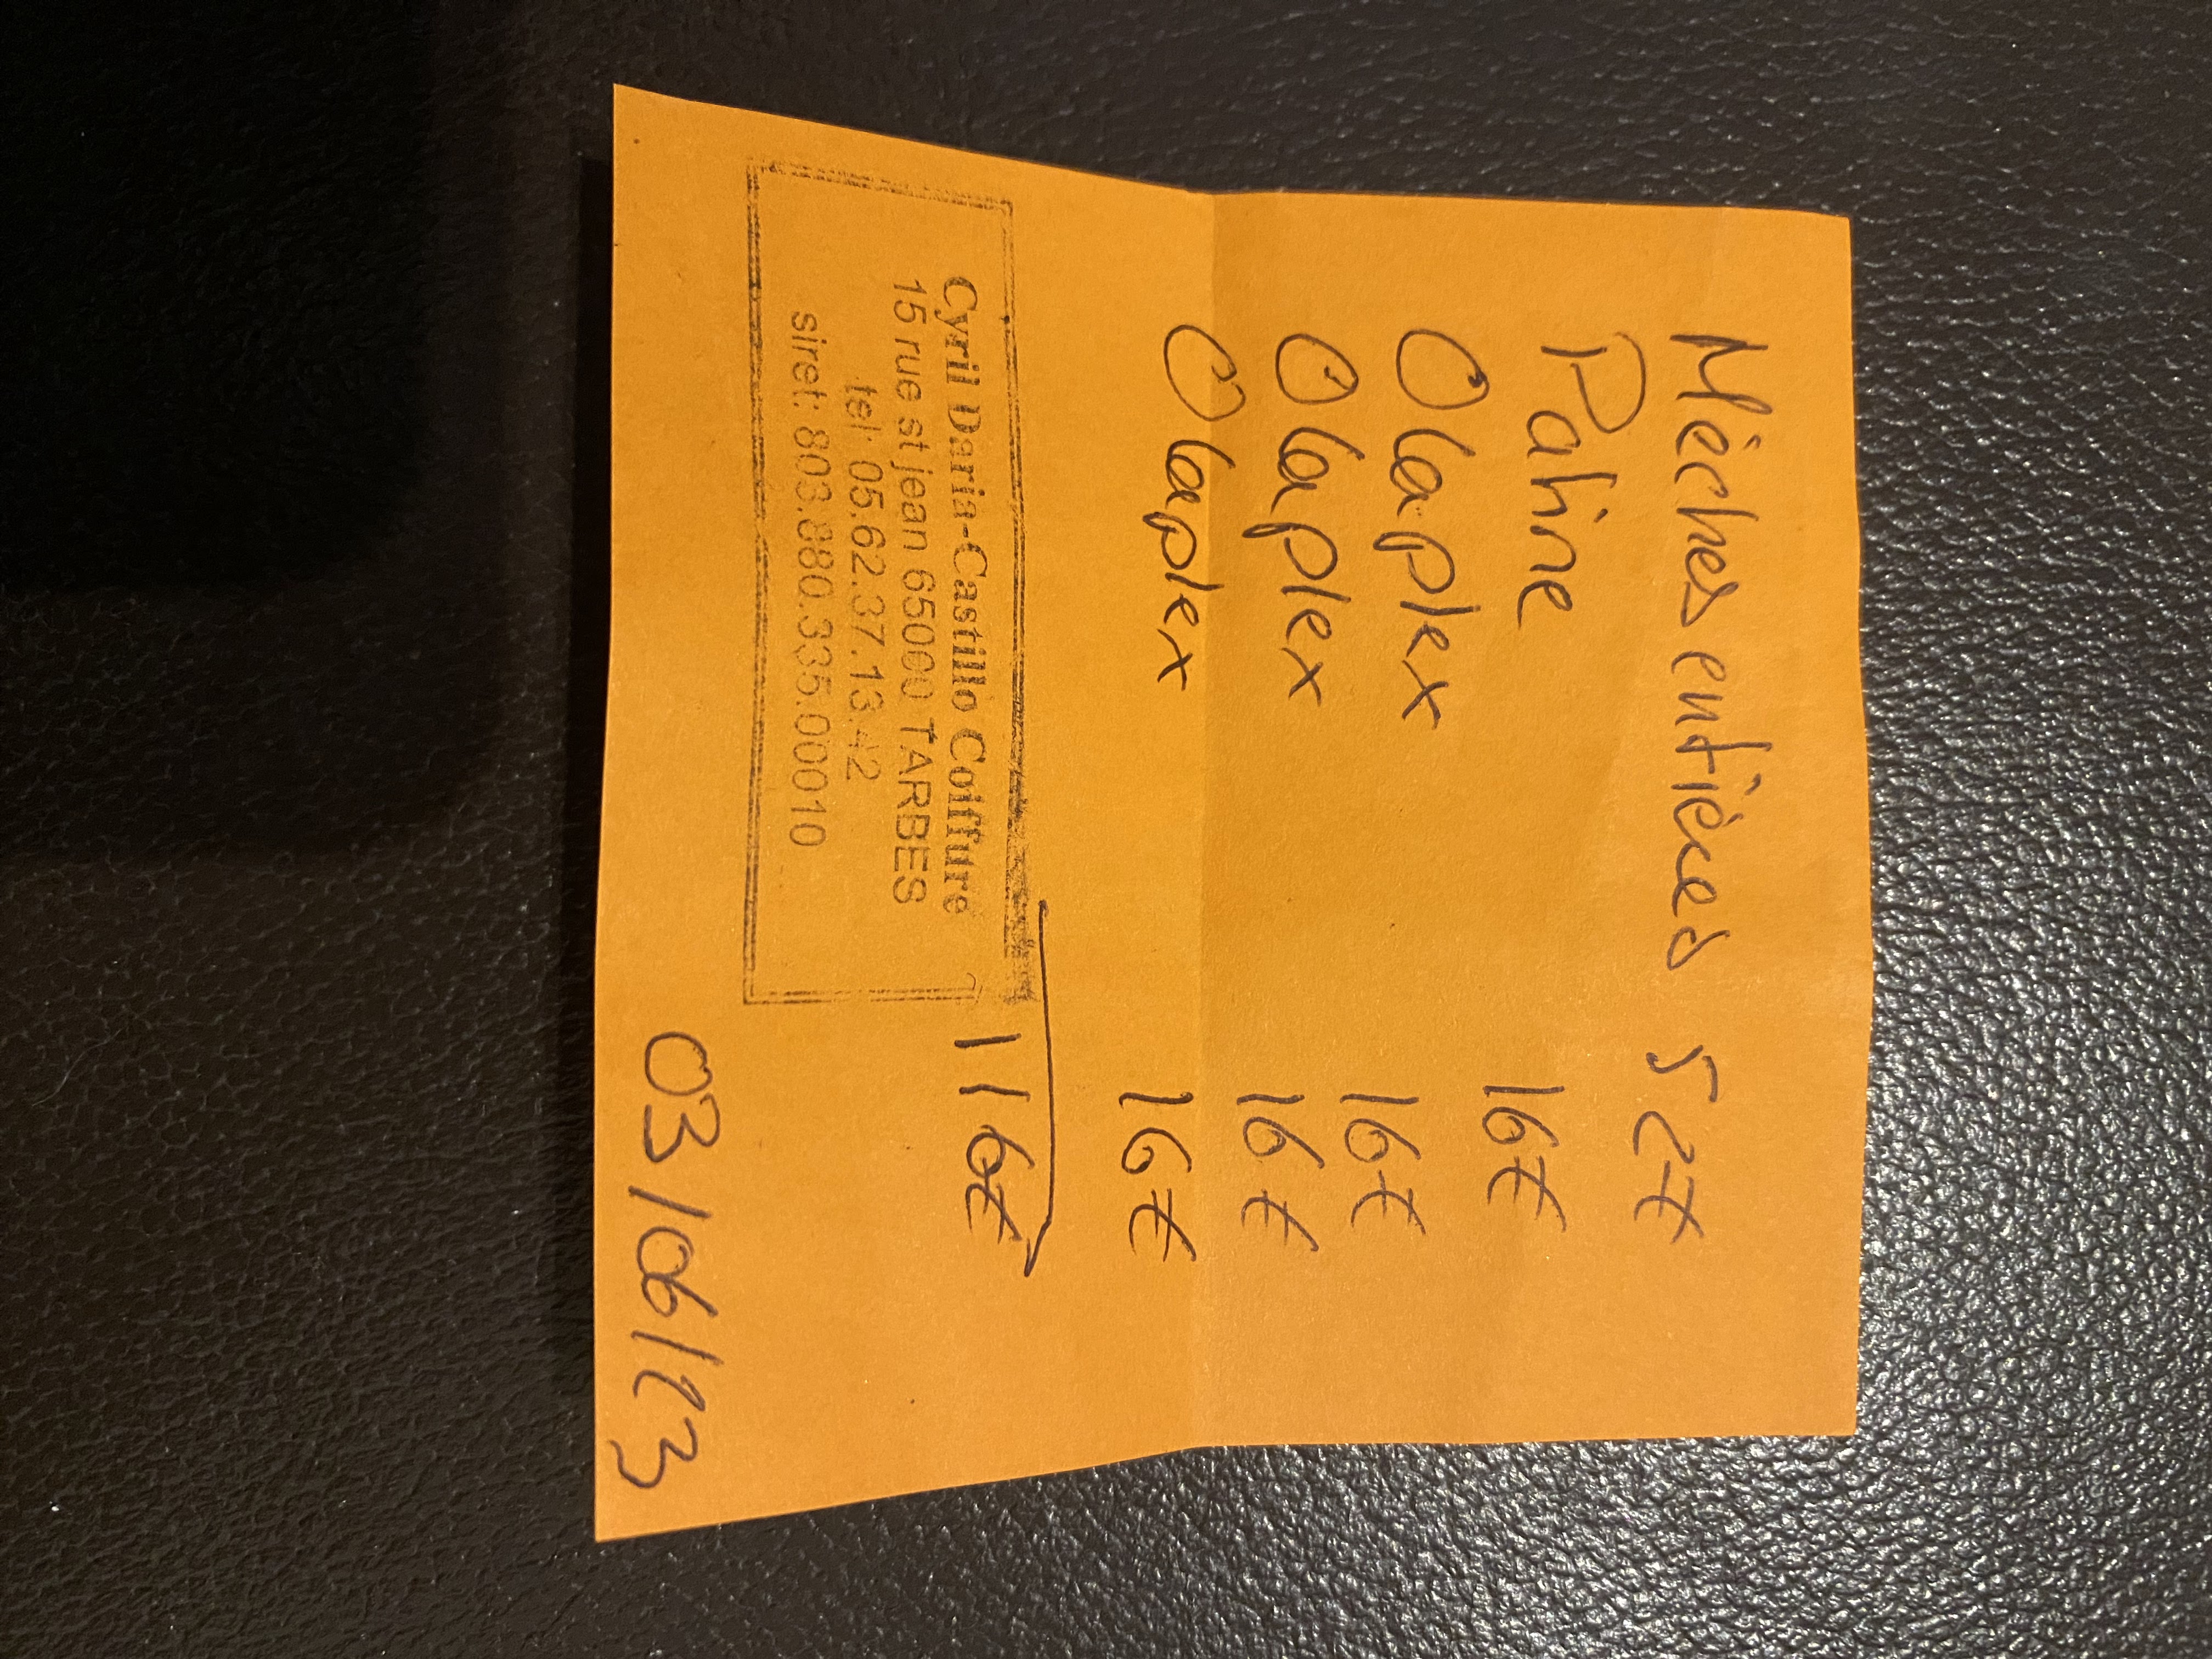 Mèches entières 52€
Patine 16€
Olaplex 16€
Olaplex 16€
Olaplex 16€
116€
Cyril Daria-Castillo Coiffure
15 rue st jean 65000 TARBES
tel: 05.62.37.13.42
siret: 803.880.335.00010
03/06/23